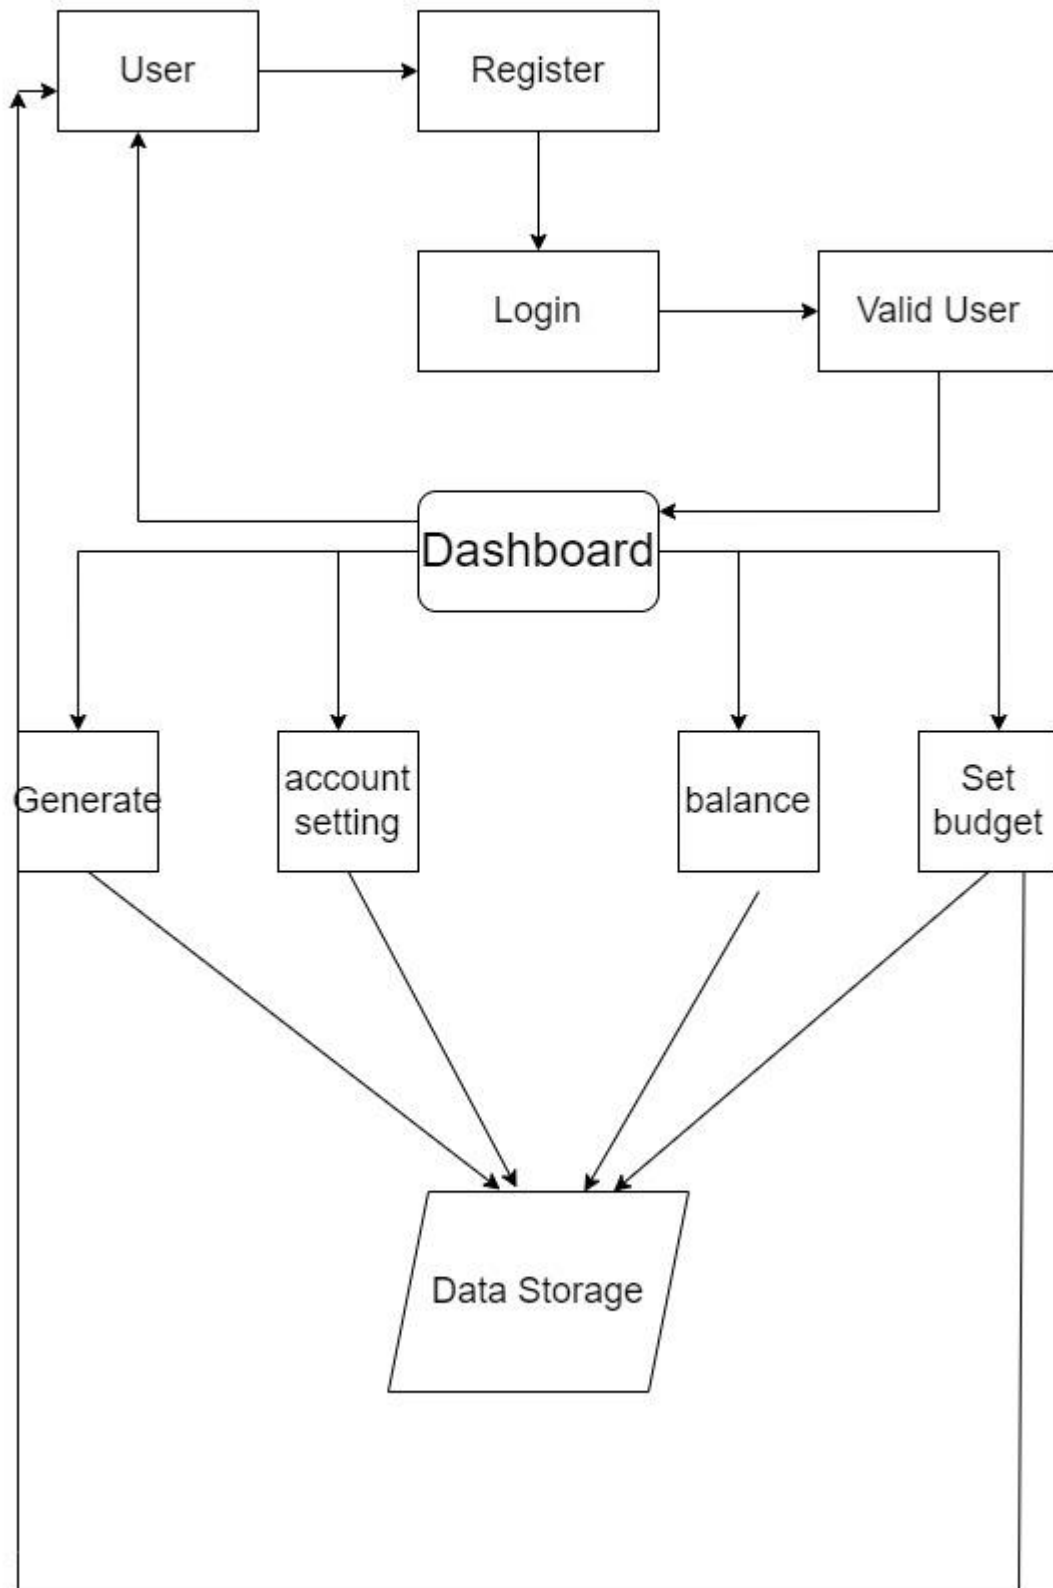 User
Register
Login
Valid User
Dashboard
Generate
account
setting
balance
Set
budget
Data Storage